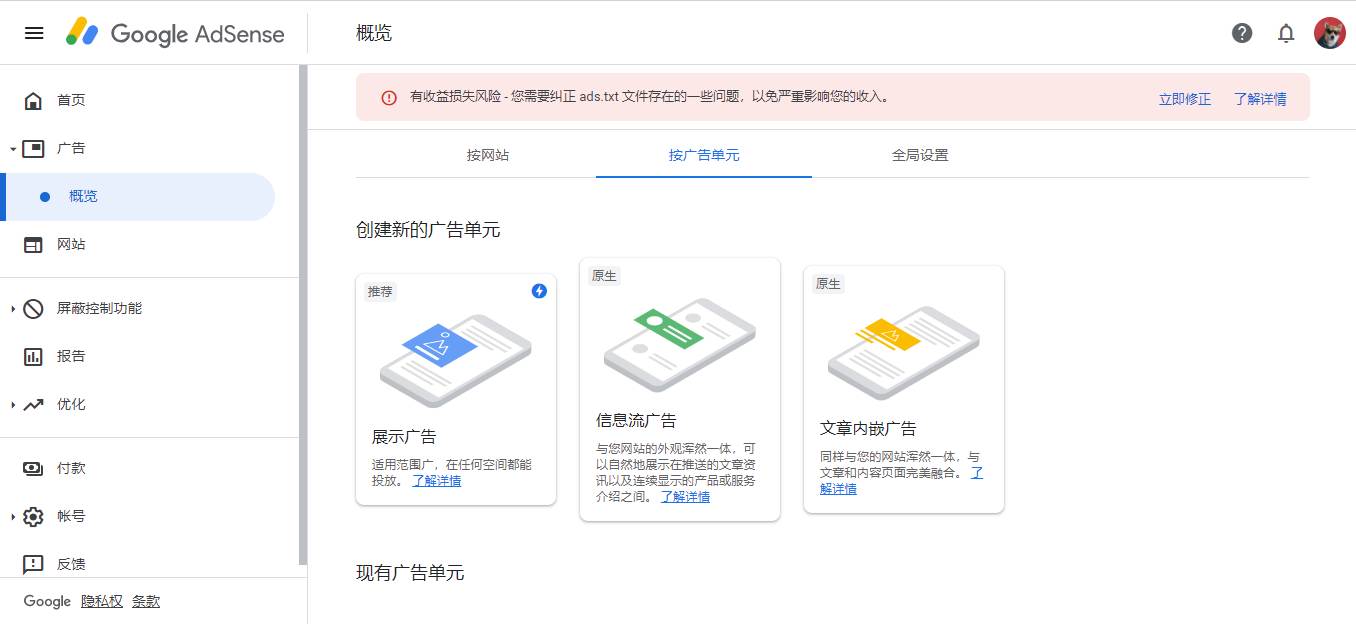 Google AdSense
概览
首页
广告
概览
网站
屏蔽控制功能
报告
优化
付款
帐号
反馈
Google 隐私权 条款
有收益损失风险 - 您需要纠正 ads.txt 文件存在的一些问题，以免严重影响您的收入。
立即修正 了解详情
按网站 按广告单元 全局设置
创建新的广告单元
推荐
展示广告
适用范围广，在任何空间都能
投放。 了解详情
原生
信息流广告
与您网站的外观浑然一体，可
以自然地展示在推送的文章资
讯以及连续显示的产品或服务
介绍之间。 了解详情
原生
文章内嵌广告
同样与您的网站浑然一体，与
文章和内容页面完美融合。 了
解详情
现有广告单元